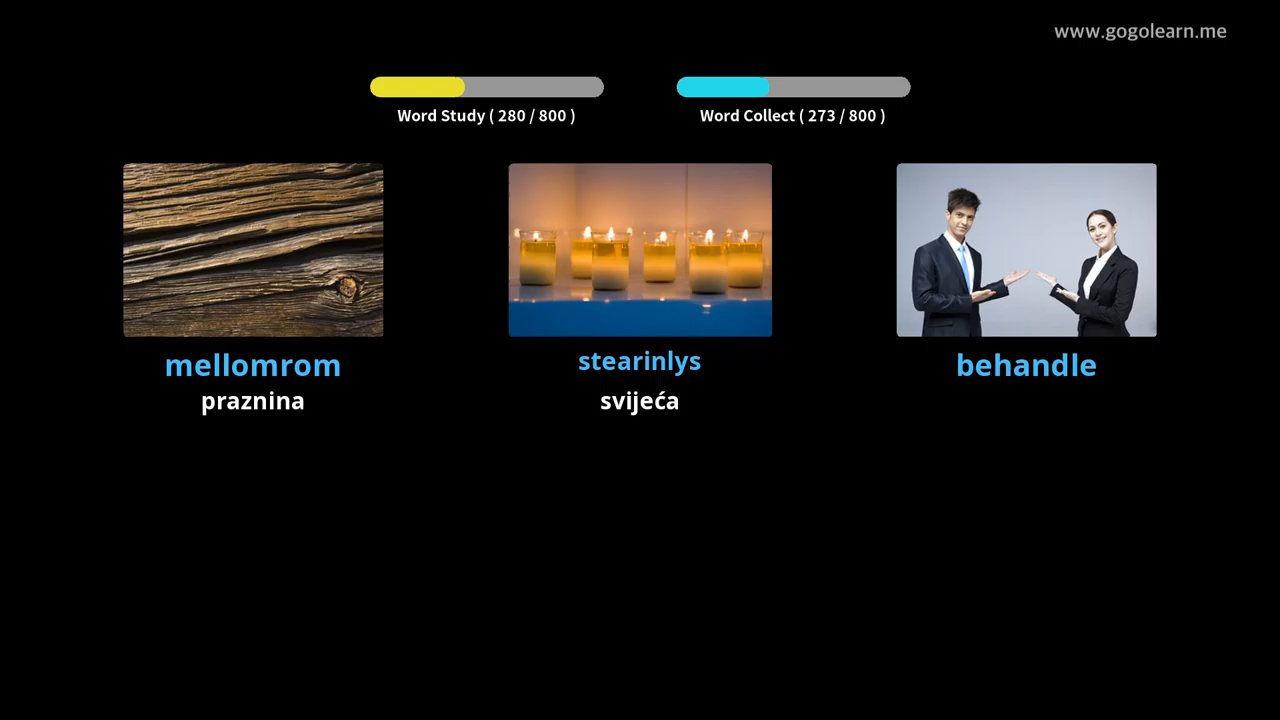 www.gogolearn.me
Word Study ( 280 / 800 )
Word Collect ( 273 / 800 )
mellomrom
praznina
stearinlys
svijeća
behandle